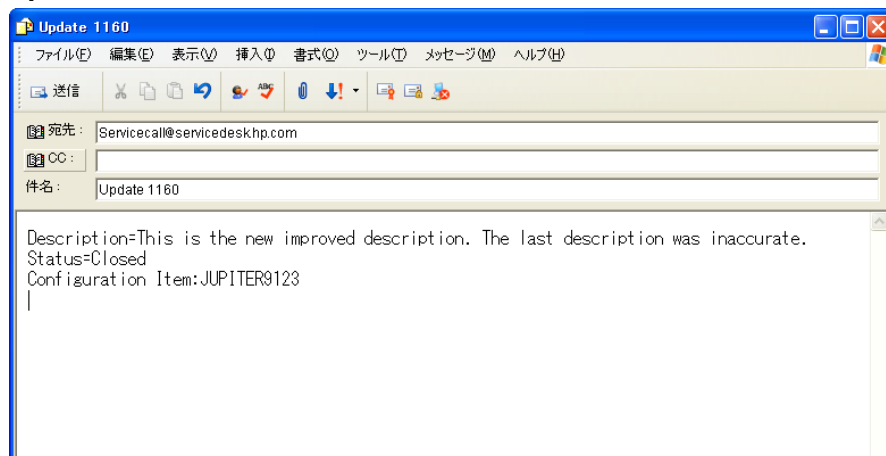 Update 1160
ファイル(F) 編集(E) 表示(V) 挿入(I) 書式(O) ツール(T) メッセージ(M) ヘルプ(H)
送信
宛先: Servicecall@servicedesk.hp.com
CC:
件名: Update 1160
Description=This is the new improved description. The last description was inaccurate.
Status=Closed
Configuration Item:JUPITER9123